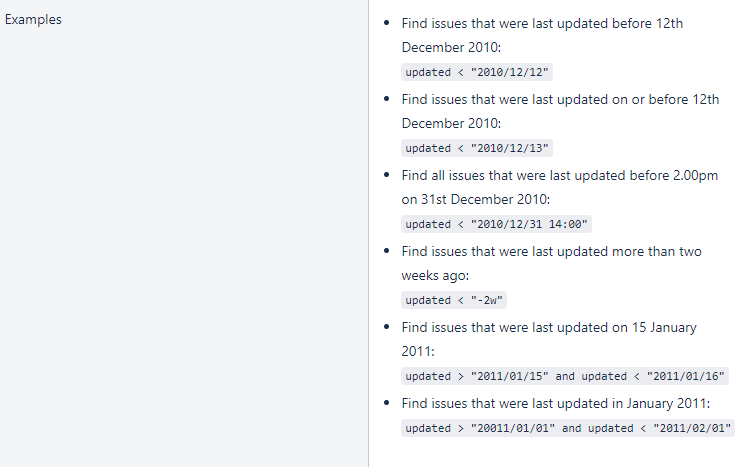 Examples
Find issues that were last updated before 12th
December 2010:
updated < "2010/12/12"
Find issues that were last updated on or before 12th
December 2010:
updated < "2010/12/13"
Find all issues that were last updated before 2.00pm
on 31st December 2010:
updated < "2010/12/31 14:00"
Find issues that were last updated more than two
weeks ago:
updated < "-2w"
Find issues that were last updated on 15 January
2011:
updated > "2011/01/15" and updated < "2011/01/16"
Find issues that were last updated in January 2011:
updated > "20011/01/01" and updated < "2011/02/01"